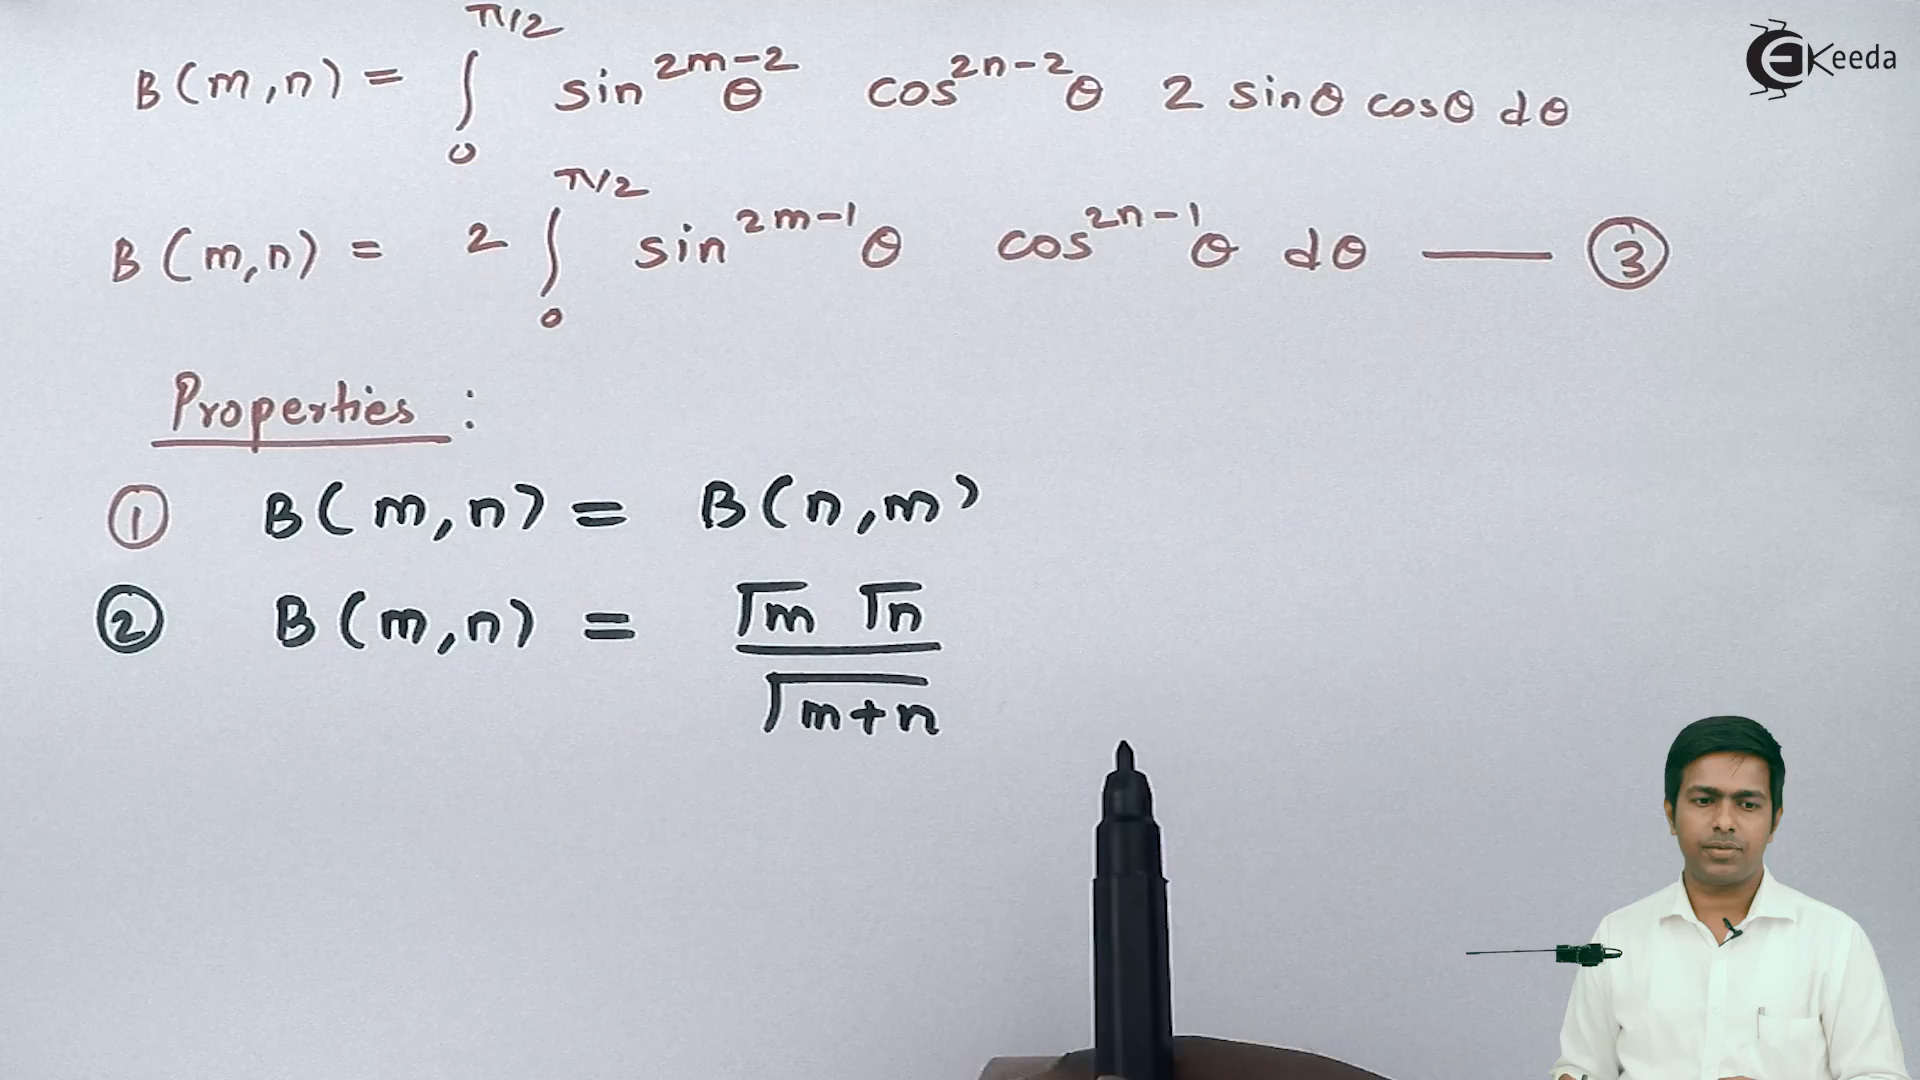 B(m,n) = ∫₀^{π/2} sin^{2m-2}θ cos^{2n-2}θ 2 sinθ cosθ dθ
B(m,n) = 2 ∫₀^{π/2} sin^{2m-1}θ cos^{2n-1}θ dθ — ③
Properties :
① B(m,n) = B(n,m)
② B(m,n) = Γm Γn / Γm+n
EKeeda